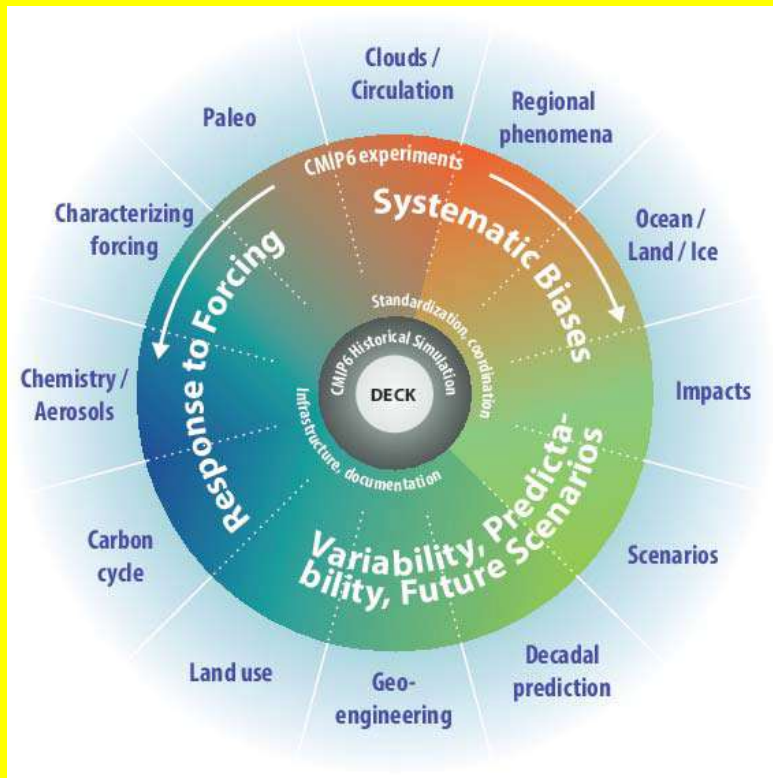 Clouds /
Circulation
Regional
phenomena
Ocean /
Land / Ice
Impacts
Scenarios
Decadal
prediction
Geo-
engineering
Land use
Carbon
cycle
Chemistry /
Aerosols
Characterizing
forcing
Paleo
CMIP6 experiments
Systematic Biases
Variability, Predicta-
bility, Future Scenarios
Response to Forcing
Standardization, coordination
Infrastructure, documentation
CMIP6 Historical Simulation
DECK